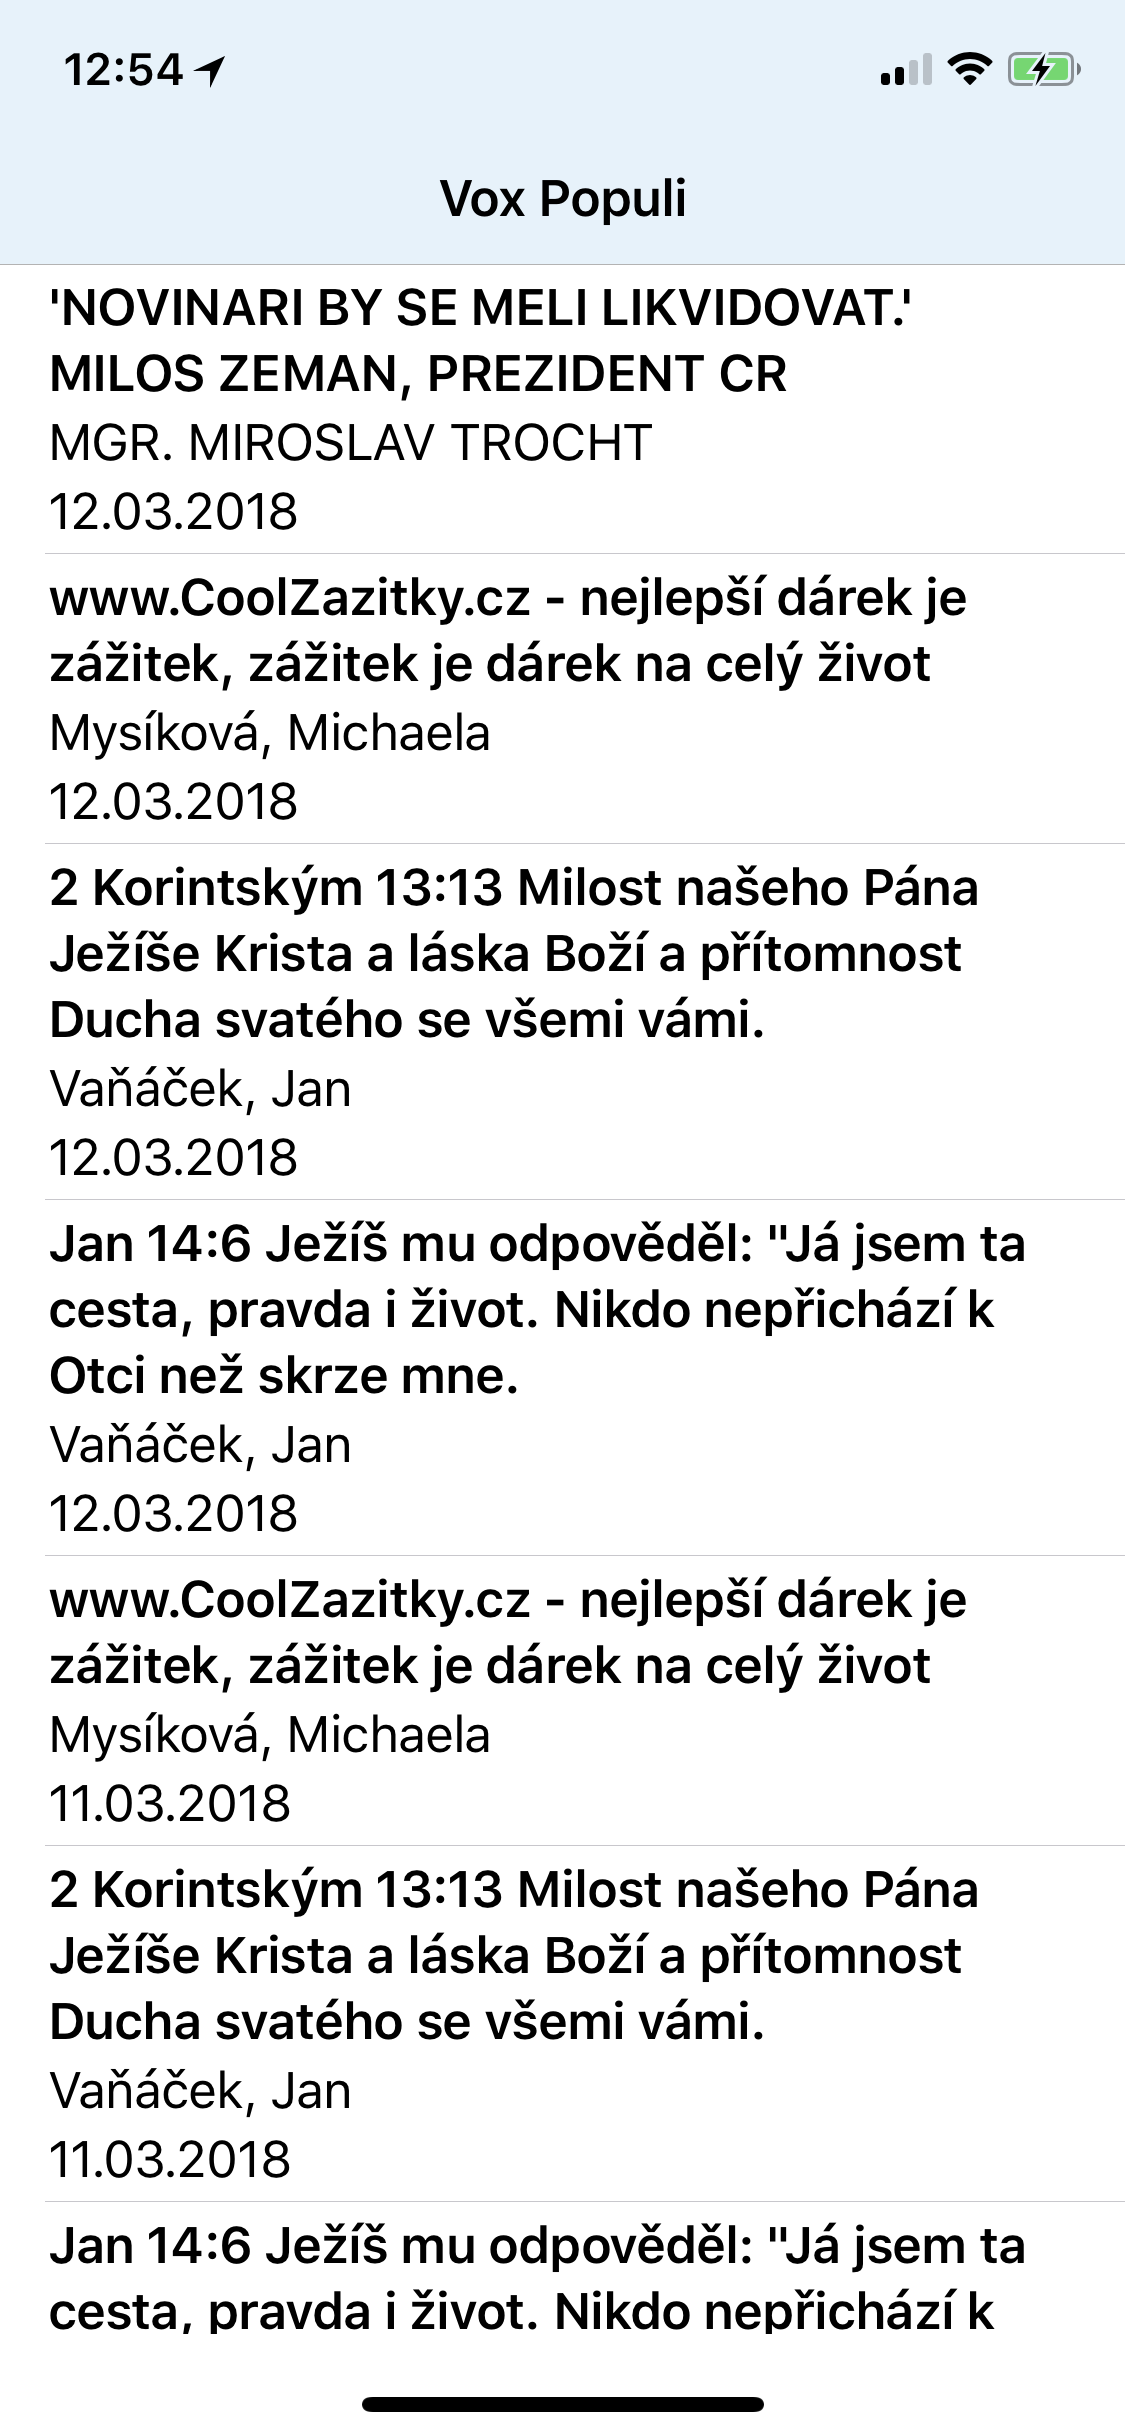 12:54
Vox Populi
'NOVINARI BY SE MELI LIKVIDOVAT.'
MILOS ZEMAN, PREZIDENT CR
MGR. MIROSLAV TROCHT
12.03.2018
www.CoolZazitky.cz - nejlepší dárek je
zážitek, zážitek je dárek na celý život
Mysíková, Michaela
12.03.2018
2 Korintským 13:13 Milost našeho Pána
Ježíše Krista a láska Boží a přítomnost
Ducha svatého se všemi vámi.
Vaňáček, Jan
12.03.2018
Jan 14:6 Ježíš mu odpověděl: "Já jsem ta
cesta, pravda i život. Nikdo nepřichází k
Otci než skrze mne.
Vaňáček, Jan
12.03.2018
www.CoolZazitky.cz - nejlepší dárek je
zážitek, zážitek je dárek na celý život
Mysíková, Michaela
11.03.2018
2 Korintským 13:13 Milost našeho Pána
Ježíše Krista a láska Boží a přítomnost
Ducha svatého se všemi vámi.
Vaňáček, Jan
11.03.2018
Jan 14:6 Ježíš mu odpověděl: "Já jsem ta
cesta, pravda i život. Nikdo nepřichází k